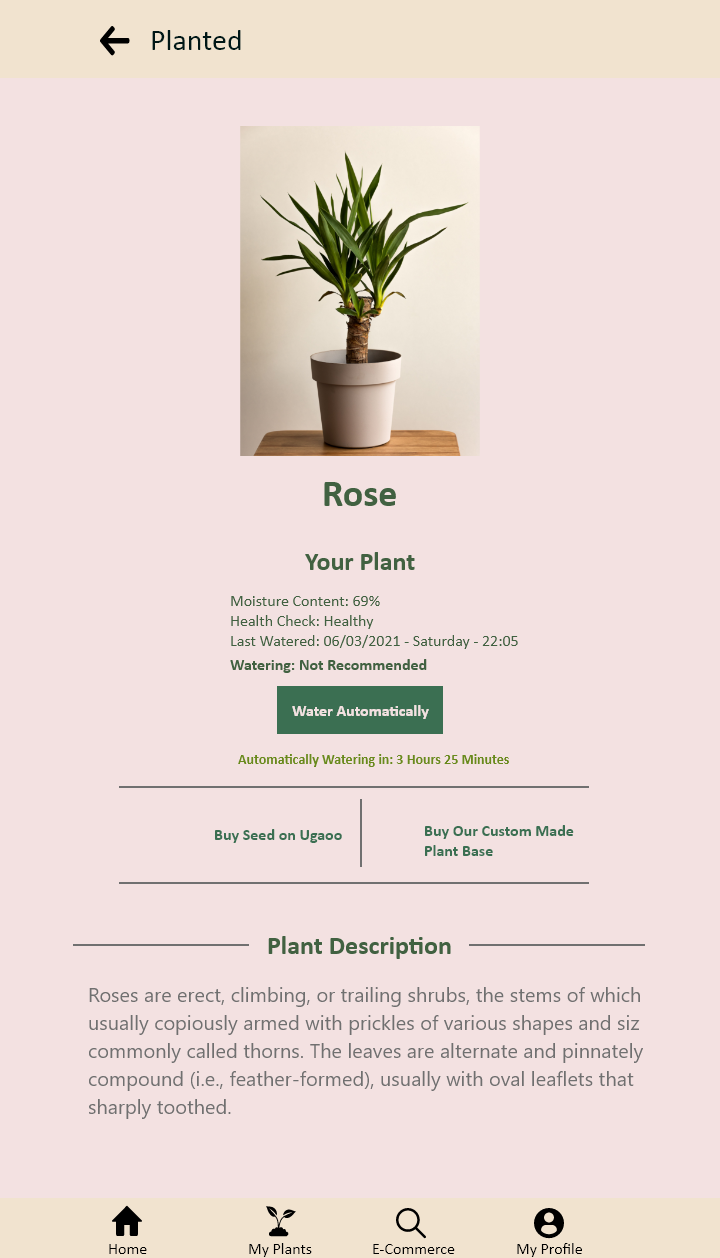 Planted
Rose
Your Plant
Moisture Content: 69%
Health Check: Healthy
Last Watered: 06/03/2021 - Saturday - 22:05
Watering: Not Recommended
Water Automatically
Automatically Watering in: 3 Hours 25 Minutes
Buy Seed on Ugaoo
Buy Our Custom Made
Plant Base
Plant Description
Roses are erect, climbing, or trailing shrubs, the stems of which
usually copiously armed with prickles of various shapes and siz
commonly called thorns. The leaves are alternate and pinnately
compound (i.e., feather-formed), usually with oval leaflets that
sharply toothed.
Home
My Plants
E-Commerce
My Profile